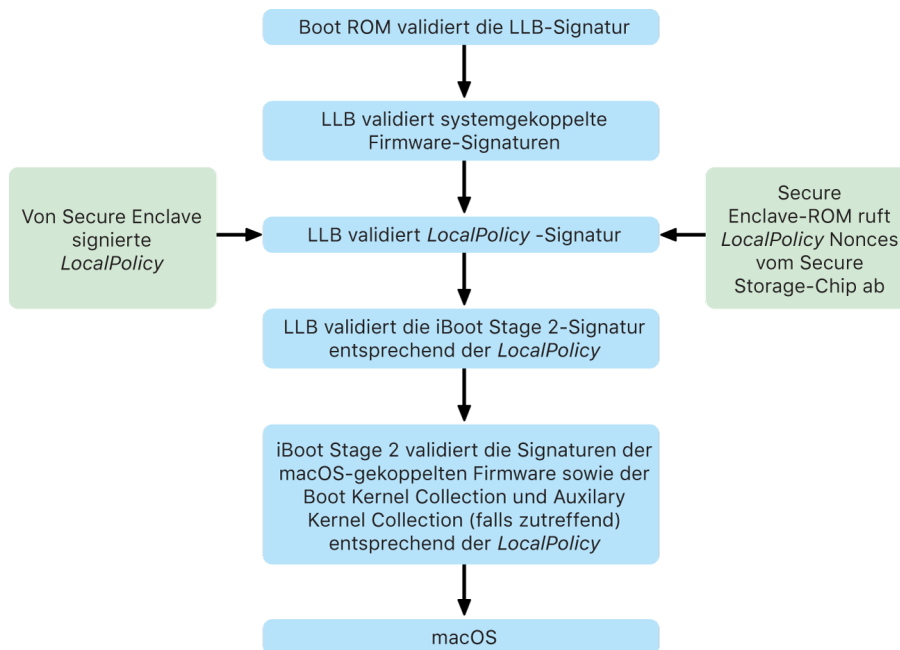 Boot ROM validiert die LLB-Signatur
LLB validiert systemgekoppelte
Firmware-Signaturen
Von Secure Enclave
signierte
LocalPolicy
LLB validiert LocalPolicy -Signatur
Secure
Enclave-ROM ruft
LocalPolicy Nonces
vom Secure
Storage-Chip ab
LLB validiert die iBoot Stage 2-Signatur
entsprechend der LocalPolicy
iBoot Stage 2 validiert die Signaturen der
macOS-gekoppelten Firmware sowie der
Boot Kernel Collection und Auxilary
Kernel Collection (falls zutreffend)
entsprechend der LocalPolicy
macOS